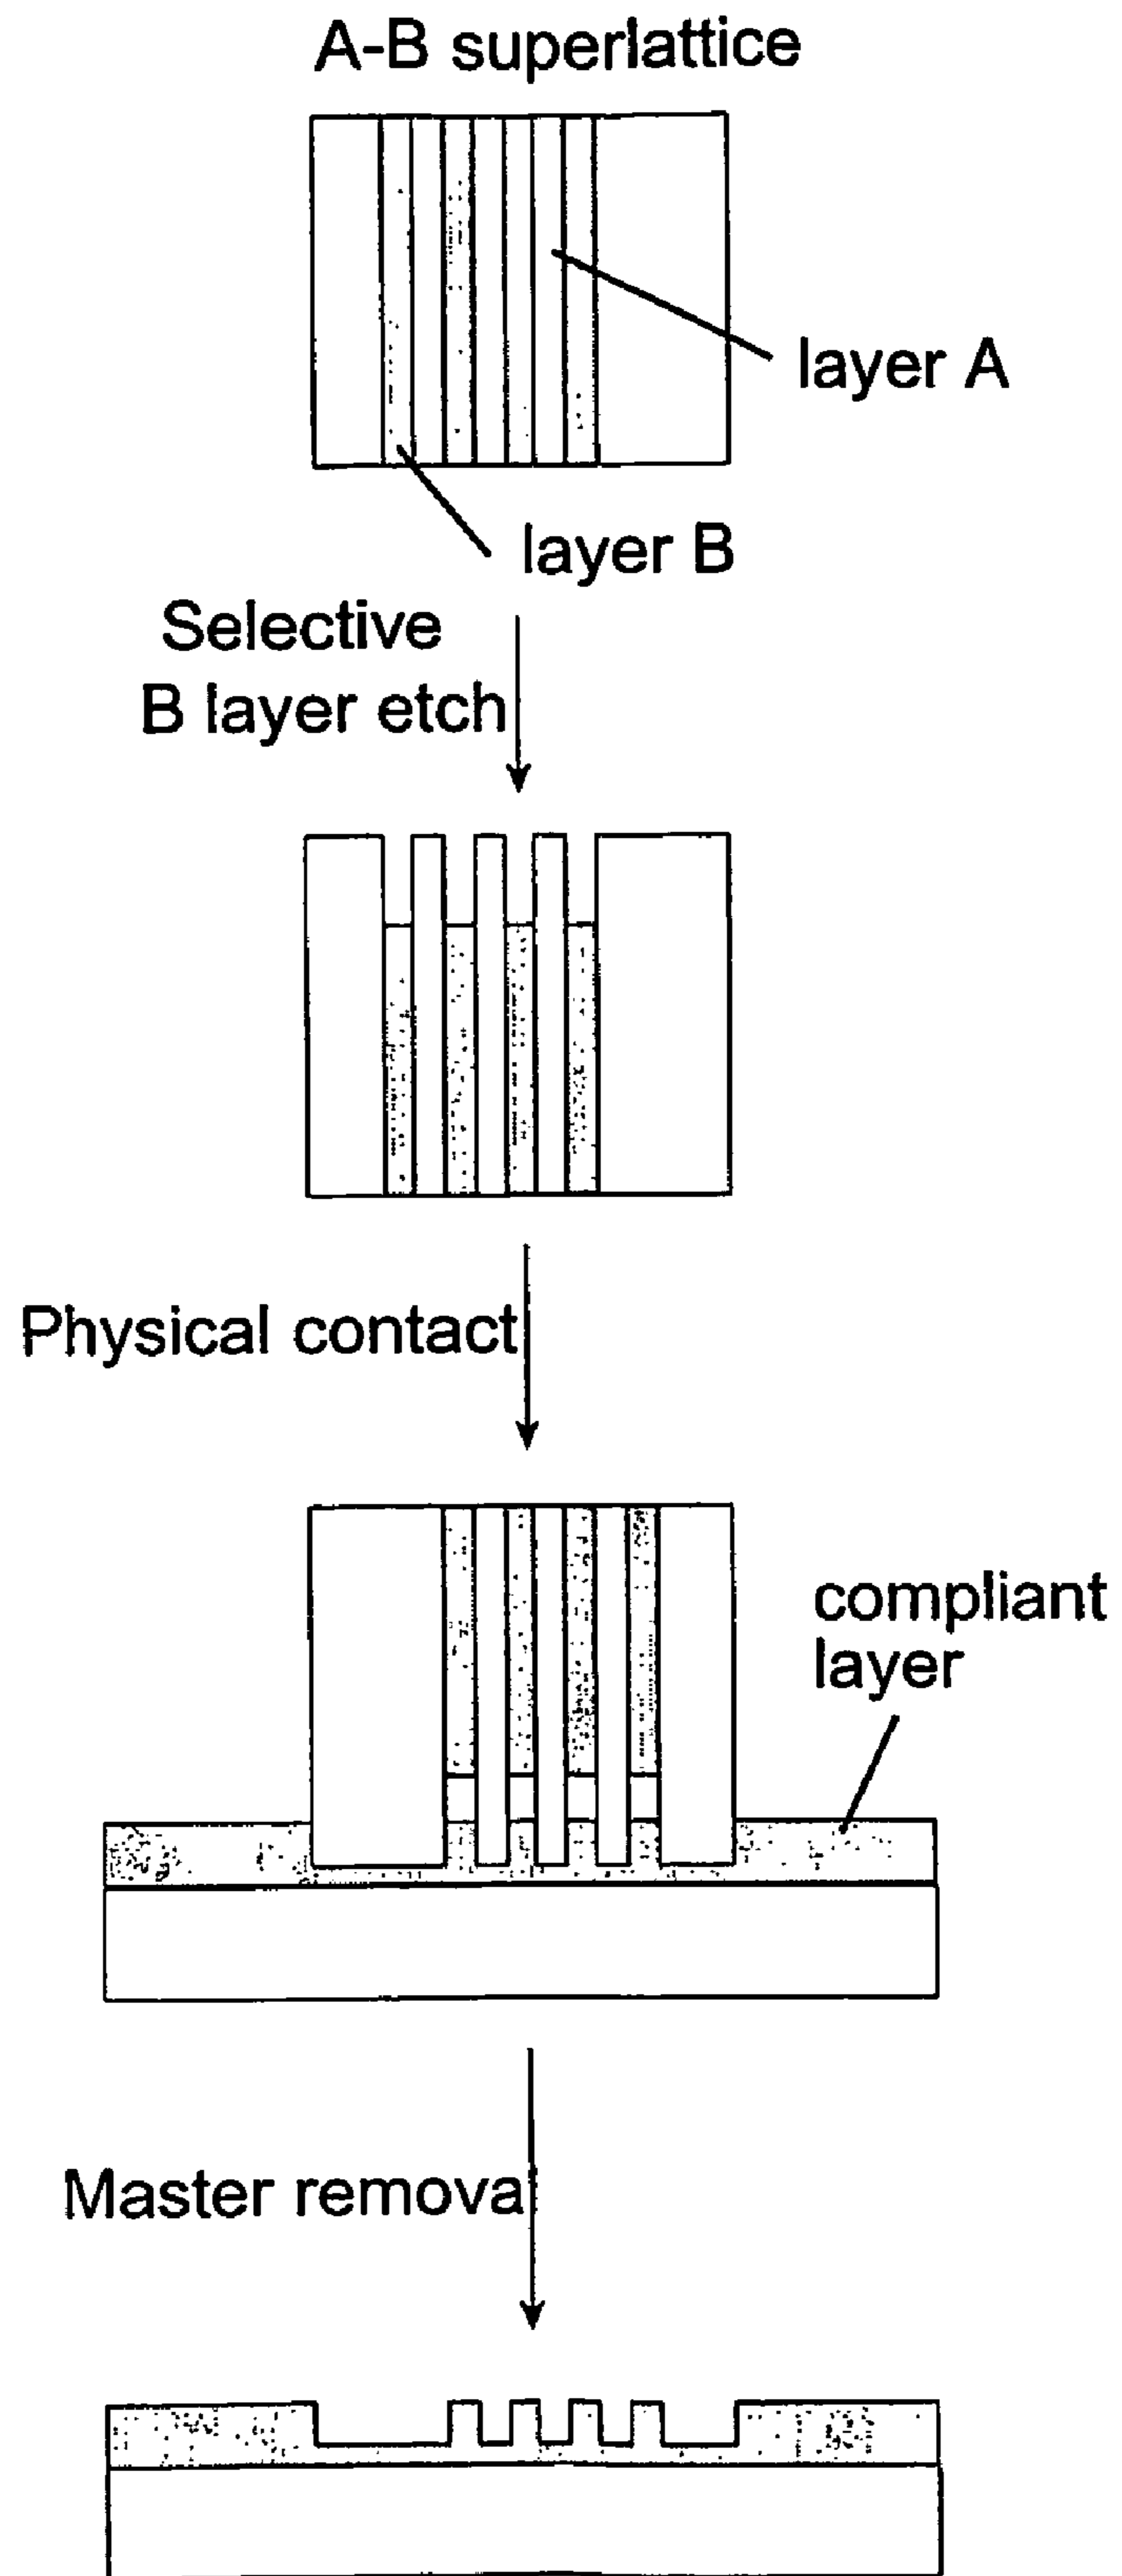 A-B superlattice
layer A
layer B
Selective
B layer etch
Physical contact
compliant
layer
Master remova